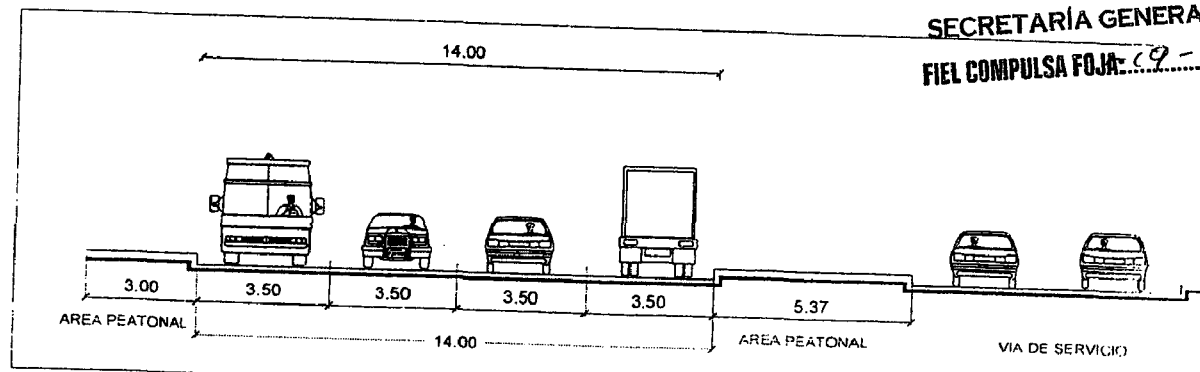 SECRETARÍA GENERA
FIEL COMPULSA FOJA:
14.00
3.00 3.50 3.50 3.50 3.50 5.37
AREA PEATONAL 14.00 AREA PEATONAL VIA DE SERVICIO